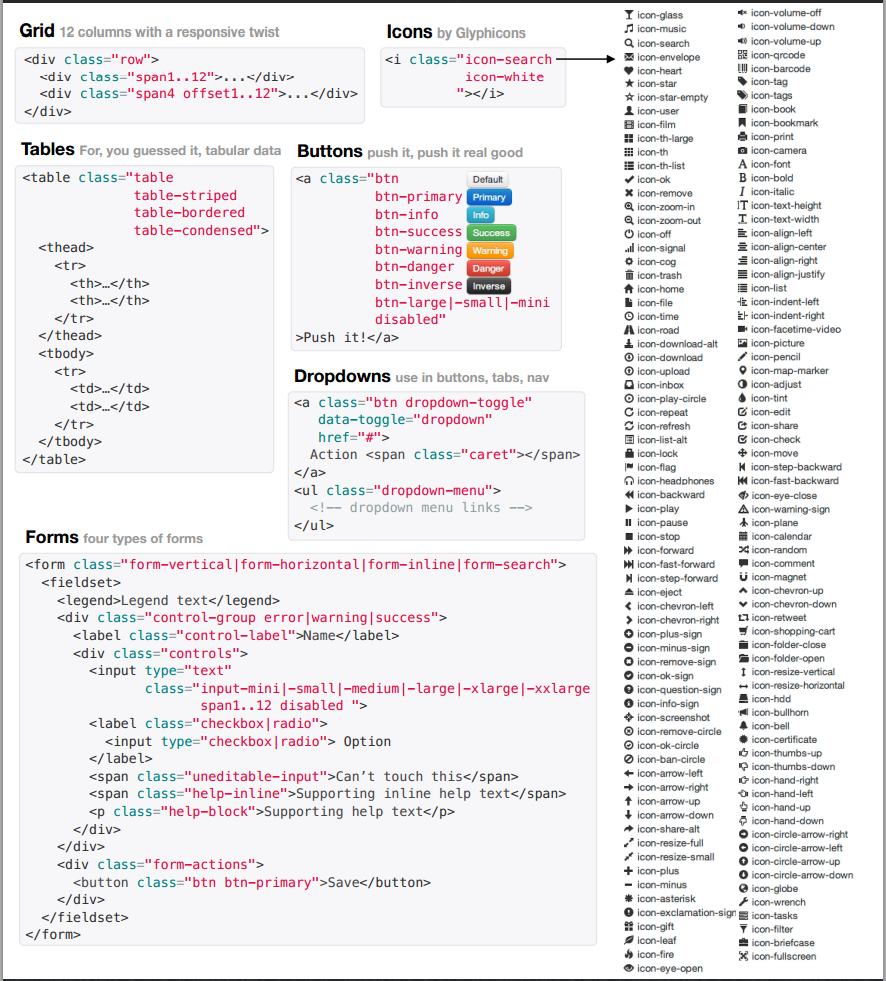 Grid 12 columns with a responsive twist
<div class="row">
<div class="span1..12">...</div>
<div class="span4 offset1..12">...</div>
</div>
Icons by Glyphicons
<i class="icon-search
icon-white
"></i>
Tables For, you guessed it, tabular data
<table class="table
table-striped
table-bordered
table-condensed">
<thead>
<tr>
<th>…</th>
<th>…</th>
</tr>
</thead>
<tbody>
<tr>
<td>…</td>
<td>…</td>
</tr>
</tbody>
</table>
Buttons push it, push it real good
<a class="btn Default
btn-primary Primary
btn-info Info
btn-success Success
btn-warning Warning
btn-danger Danger
btn-inverse Inverse
btn-large|-small|-mini
disabled"
>Push it!</a>
Dropdowns use in buttons, tabs, nav
<a class="btn dropdown-toggle"
data-toggle="dropdown"
href="#">
Action <span class="caret"></span>
</a>
<ul class="dropdown-menu">
<!-- dropdown menu links -->
</ul>
Forms four types of forms
<form class="form-vertical|form-horizontal|form-inline|form-search">
<fieldset>
<legend>Legend text</legend>
<div class="control-group error|warning|success">
<label class="control-label">Name</label>
<div class="controls">
<input type="text"
class="input-mini|-small|-medium|-large|-xlarge|-xxlarge
span1..12 disabled ">
<label class="checkbox|radio">
<input type="checkbox|radio"> Option
</label>
<span class="uneditable-input">Can’t touch this</span>
<span class="help-inline">Supporting inline help text</span>
<p class="help-block">Supporting help text</p>
</div>
</div>
<div class="form-actions">
<button class="btn btn-primary">Save</button>
</div>
</fieldset>
</form>
icon-glass
icon-music
icon-search
icon-envelope
icon-heart
icon-star
icon-star-empty
icon-user
icon-film
icon-th-large
icon-th
icon-th-list
icon-ok
icon-remove
icon-zoom-in
icon-zoom-out
icon-off
icon-signal
icon-cog
icon-trash
icon-home
icon-file
icon-time
icon-road
icon-download-alt
icon-download
icon-upload
icon-inbox
icon-play-circle
icon-repeat
icon-refresh
icon-list-alt
icon-lock
icon-flag
icon-headphones
icon-backward
icon-play
icon-pause
icon-stop
icon-forward
icon-fast-forward
icon-step-forward
icon-eject
icon-chevron-left
icon-chevron-right
icon-plus-sign
icon-minus-sign
icon-remove-sign
icon-ok-sign
icon-question-sign
icon-info-sign
icon-screenshot
icon-remove-circle
icon-ok-circle
icon-ban-circle
icon-arrow-left
icon-arrow-right
icon-arrow-up
icon-arrow-down
icon-share-alt
icon-resize-full
icon-resize-small
icon-plus
icon-minus
icon-asterisk
icon-exclamation-sign
icon-gift
icon-leaf
icon-fire
icon-eye-open
icon-volume-off
icon-volume-down
icon-volume-up
icon-qrcode
icon-barcode
icon-tag
icon-tags
icon-book
icon-bookmark
icon-print
icon-camera
icon-font
icon-bold
icon-italic
icon-text-height
icon-text-width
icon-align-left
icon-align-center
icon-align-right
icon-align-justify
icon-list
icon-indent-left
icon-indent-right
icon-facetime-video
icon-picture
icon-pencil
icon-map-marker
icon-adjust
icon-tint
icon-edit
icon-share
icon-check
icon-move
icon-step-backward
icon-fast-backward
icon-eye-close
icon-warning-sign
icon-plane
icon-calendar
icon-random
icon-comment
icon-magnet
icon-chevron-up
icon-chevron-down
icon-retweet
icon-shopping-cart
icon-folder-close
icon-folder-open
icon-resize-vertical
icon-resize-horizontal
icon-hdd
icon-bullhorn
icon-bell
icon-certificate
icon-thumbs-up
icon-thumbs-down
icon-hand-right
icon-hand-left
icon-hand-up
icon-hand-down
icon-circle-arrow-right
icon-circle-arrow-left
icon-circle-arrow-up
icon-circle-arrow-down
icon-globe
icon-wrench
icon-tasks
icon-filter
icon-briefcase
icon-fullscreen